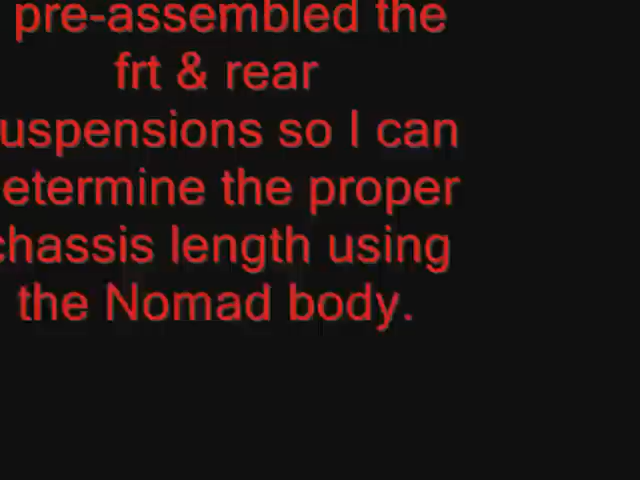 pre-assembled the
frt & rear
uspensions so I can
etermine the proper
chassis length using
the Nomad body.